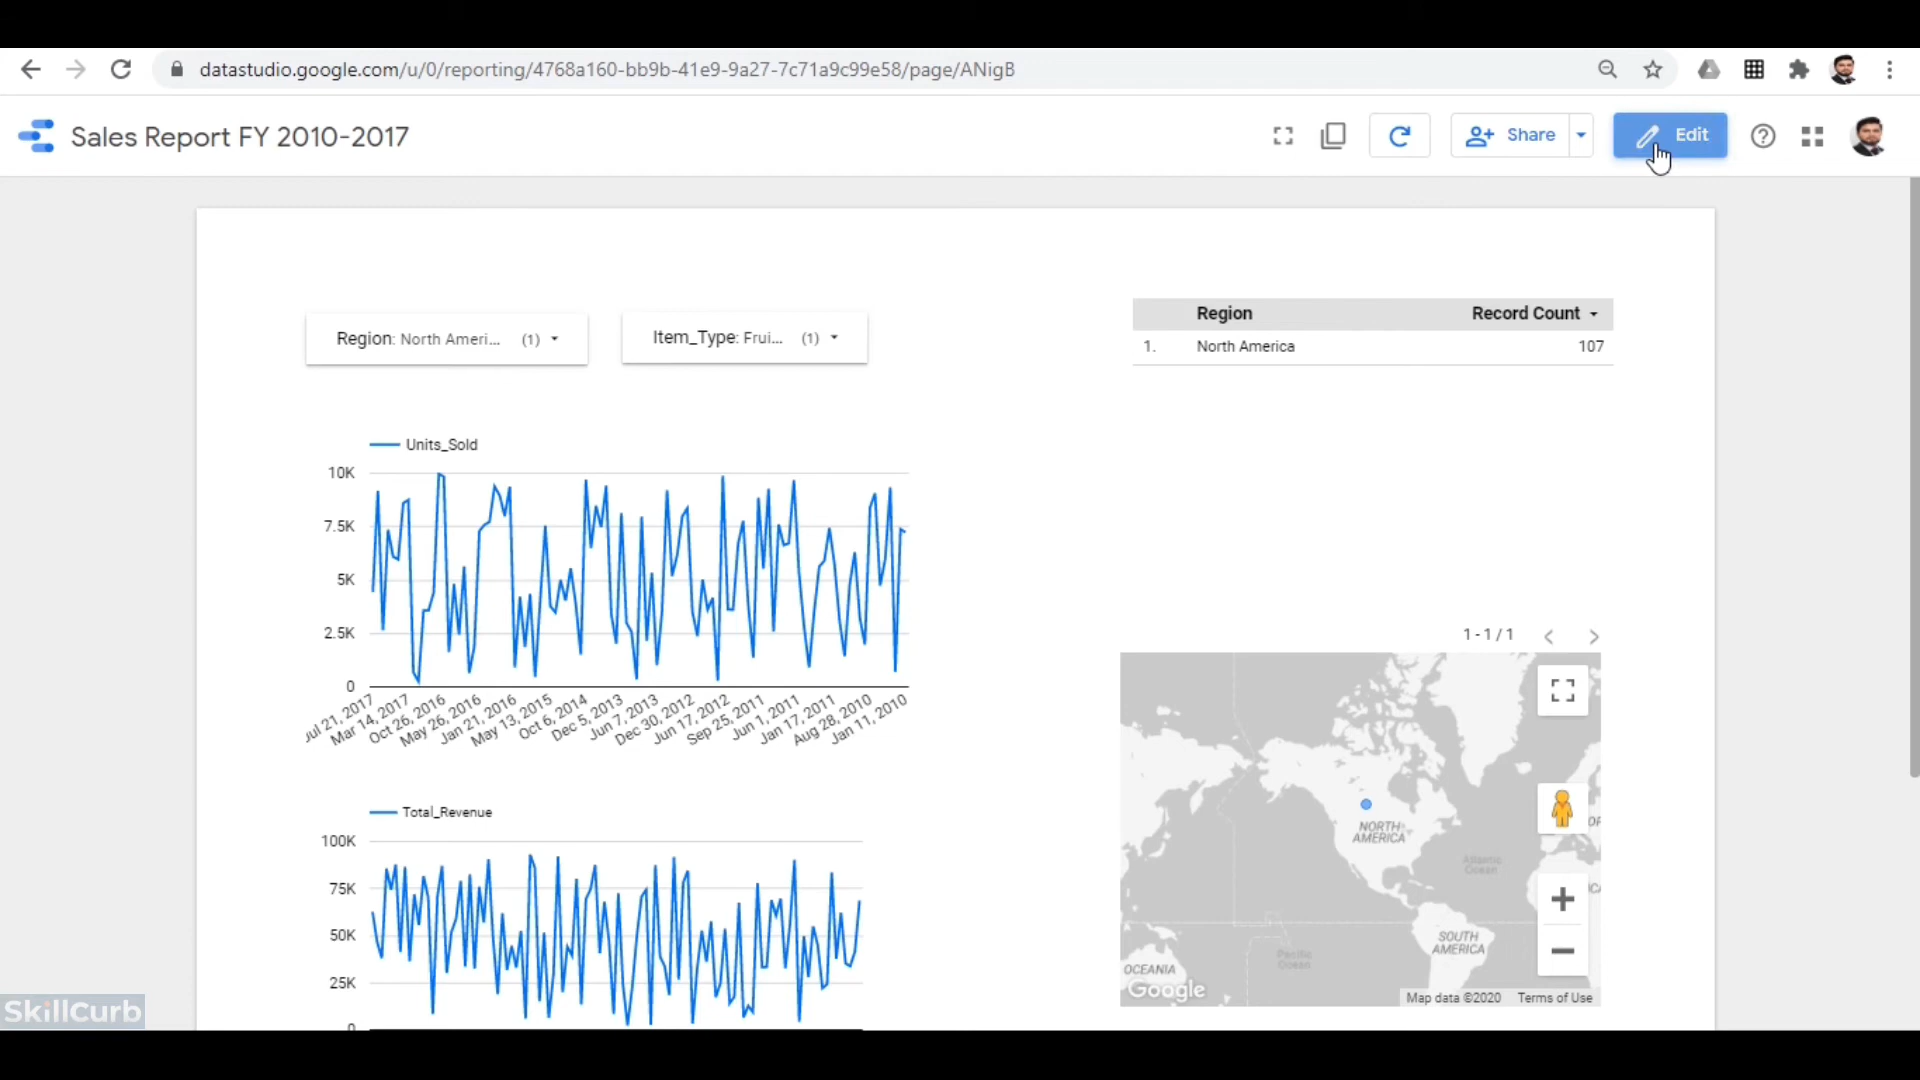 datastudio.google.com/u/0/reporting/4768a160-bb9b-41e9-9a27-7c71a9c99e58/page/ANigB
Sales Report FY 2010-2017
Share
Edit
Region: North Ameri... (1)
Item_Type: Frui... (1)
Region Record Count
1. North America 107
Units_Sold
10K
7.5K
5K
2.5K
0
Jul 21, 2017
Mar 14, 2017
Oct 26, 2016
May 26, 2016
Jan 21, 2016
May 13, 2015
Oct 6, 2014
Dec 5, 2013
Jun 7, 2013
Dec 30, 2012
Jun 17, 2012
Sep 25, 2011
Jun 1, 2011
Jan 17, 2011
Aug 28, 2010
Jan 11, 2010
1 - 1 / 1
NORTH
AMERICA
Atlantic
Ocean
SOUTH
AMERICA
Pacific
Ocean
OCEANIA
Google
Map data ©2020 Terms of Use
Total_Revenue
100K
75K
50K
25K
0
SkillCurb